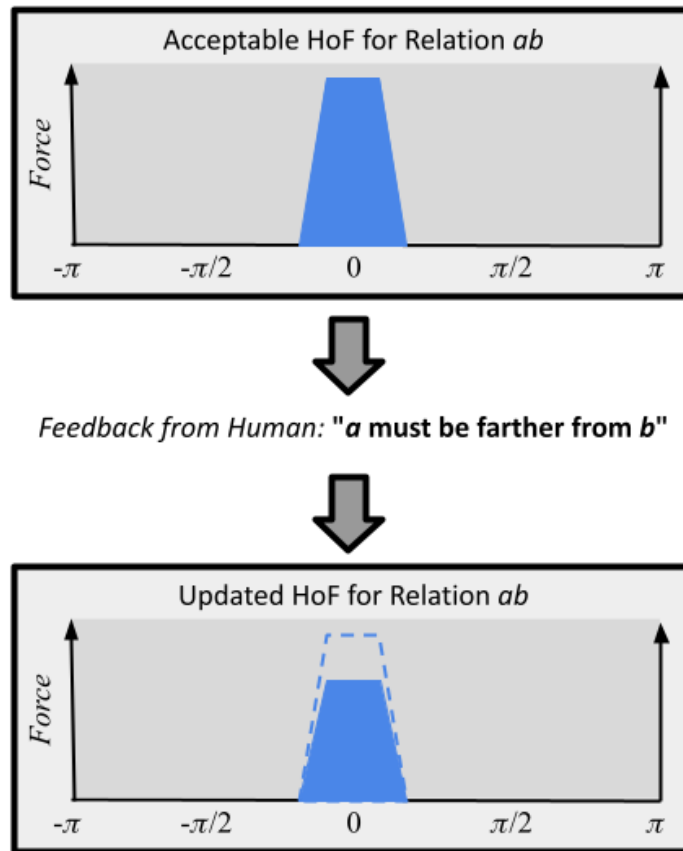 Acceptable HoF for Relation ab
Force
-π -π/2 0 π/2 π
Feedback from Human: "a must be farther from b"
Updated HoF for Relation ab
Force
-π -π/2 0 π/2 π